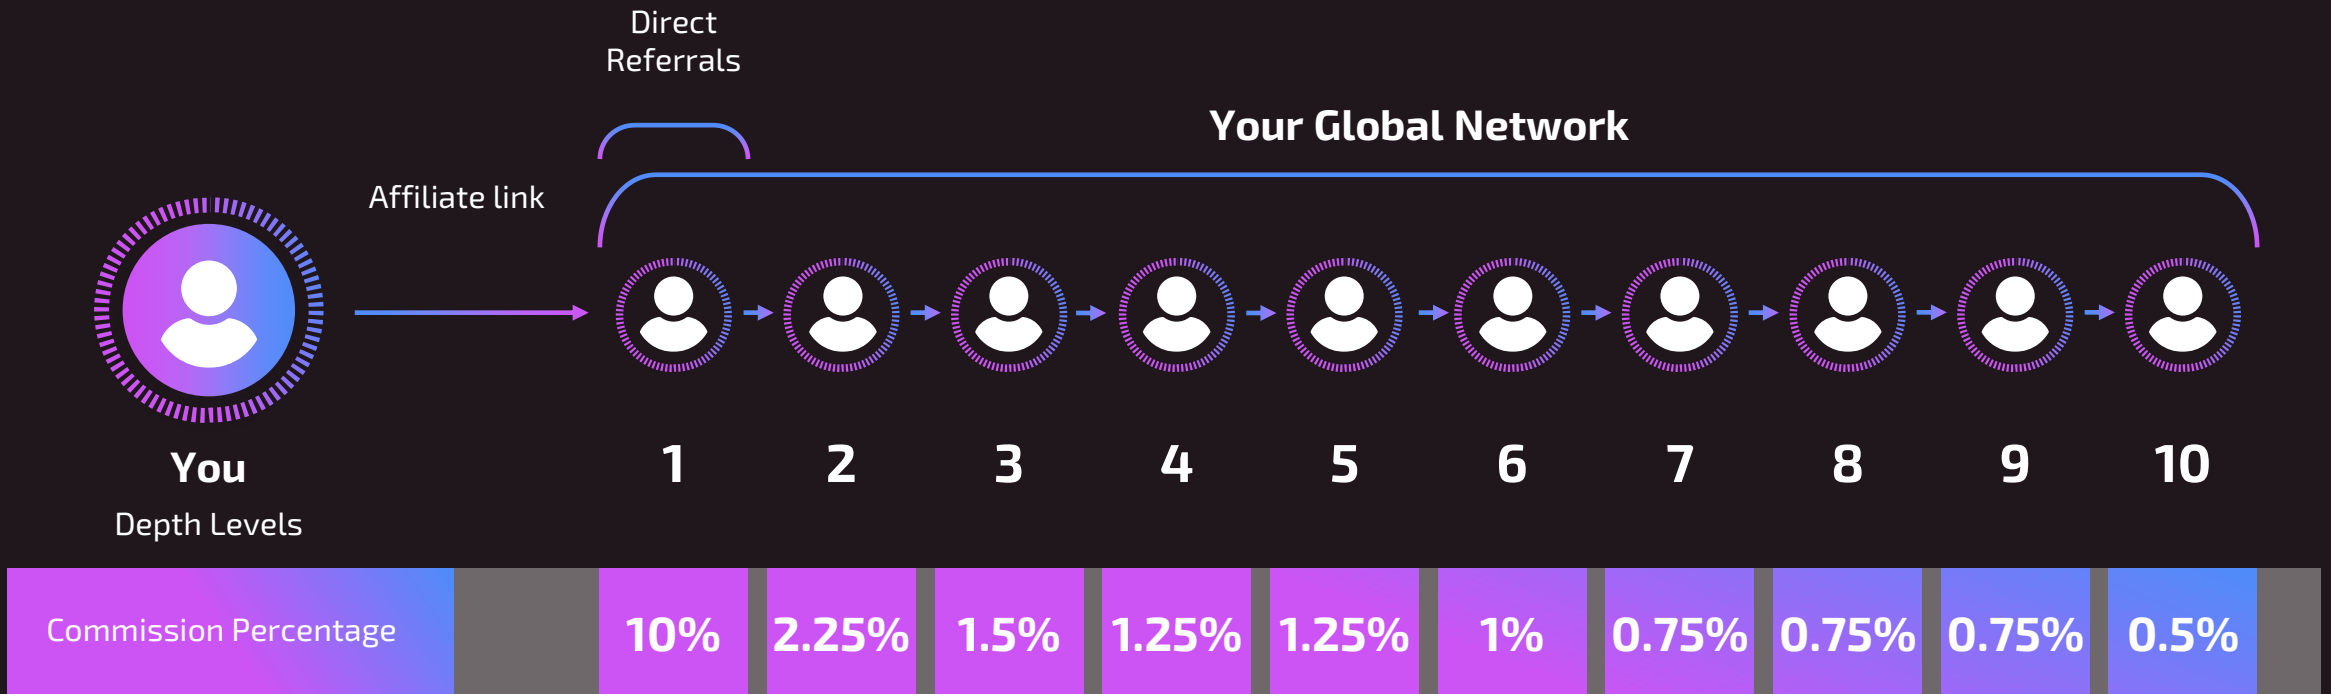 Direct
Referrals
Your Global Network
Affiliate link
You
1 2 3 4 5 6 7 8 9 10
Depth Levels
Commission Percentage 10% 2.25% 1.5% 1.25% 1.25% 1% 0.75% 0.75% 0.75% 0.5%